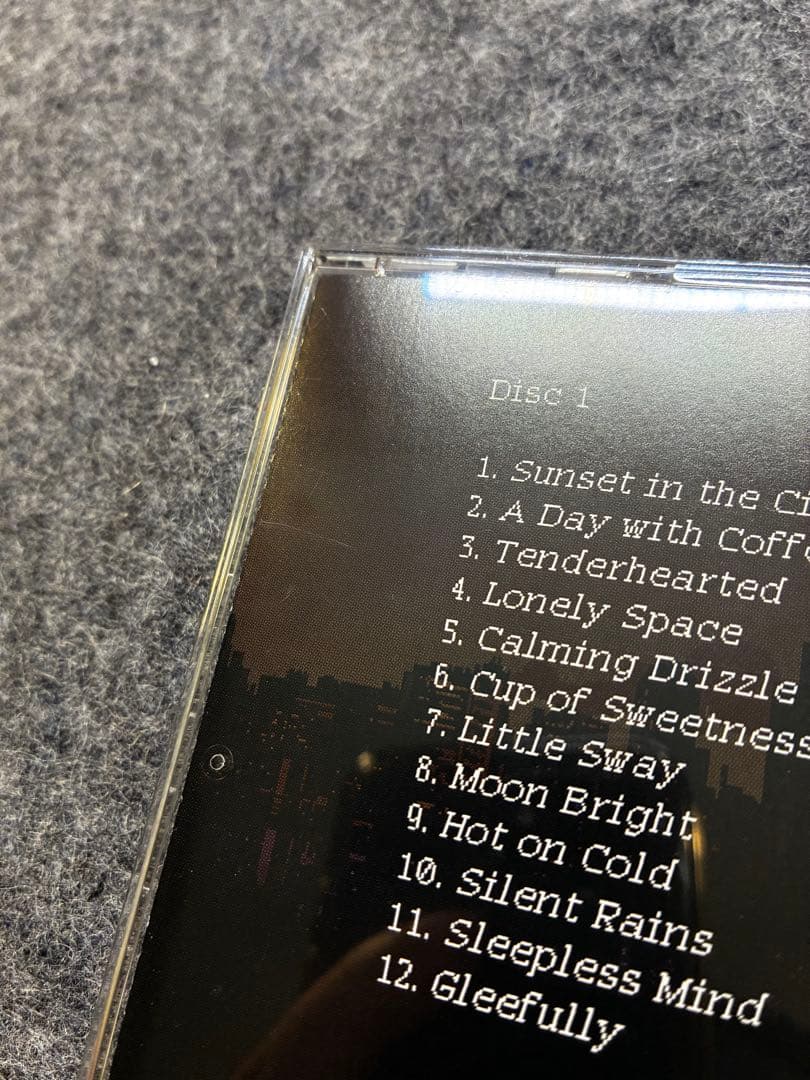 Disc 1
1. Sunset in the
2. A Day with
3. Tenderhearted
4. Lonely Space
5. Calming Drizzle
6. Cup of Sweetness
7. Little Sway
8. Moon Bright
9. Hot on Cold
10. Silent Rains
11. Sleepless Mind
12. Gleefully